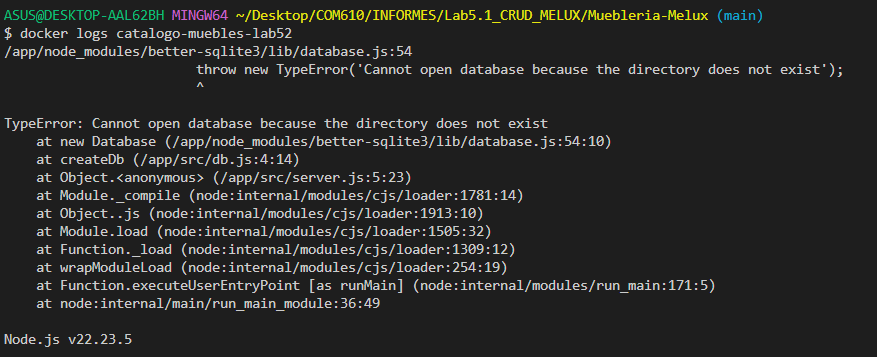 ASUS@DESKTOP-AAL62BH MINGW64 ~/Desktop/COM610/INFORMES/Lab5.1_CRUD_MELUX/Muebleria-Melux (main)
$ docker logs catalogo-muebles-lab52
/app/node_modules/better-sqlite3/lib/database.js:54
                        throw new TypeError('Cannot open database because the directory does not exist');
                        ^
TypeError: Cannot open database because the directory does not exist
    at new Database (/app/node_modules/better-sqlite3/lib/database.js:54:10)
    at createDb (/app/src/db.js:4:14)
    at Object.<anonymous> (/app/src/server.js:5:23)
    at Module._compile (node:internal/modules/cjs/loader:1781:14)
    at Object..js (node:internal/modules/cjs/loader:1913:10)
    at Module.load (node:internal/modules/cjs/loader:1505:32)
    at Function._load (node:internal/modules/cjs/loader:1309:12)
    at wrapModuleLoad (node:internal/modules/cjs/loader:254:19)
    at Function.executeUserEntryPoint [as runMain] (node:internal/modules/run_main:171:5)
    at node:internal/main/run_main_module:36:49
Node.js v22.23.5